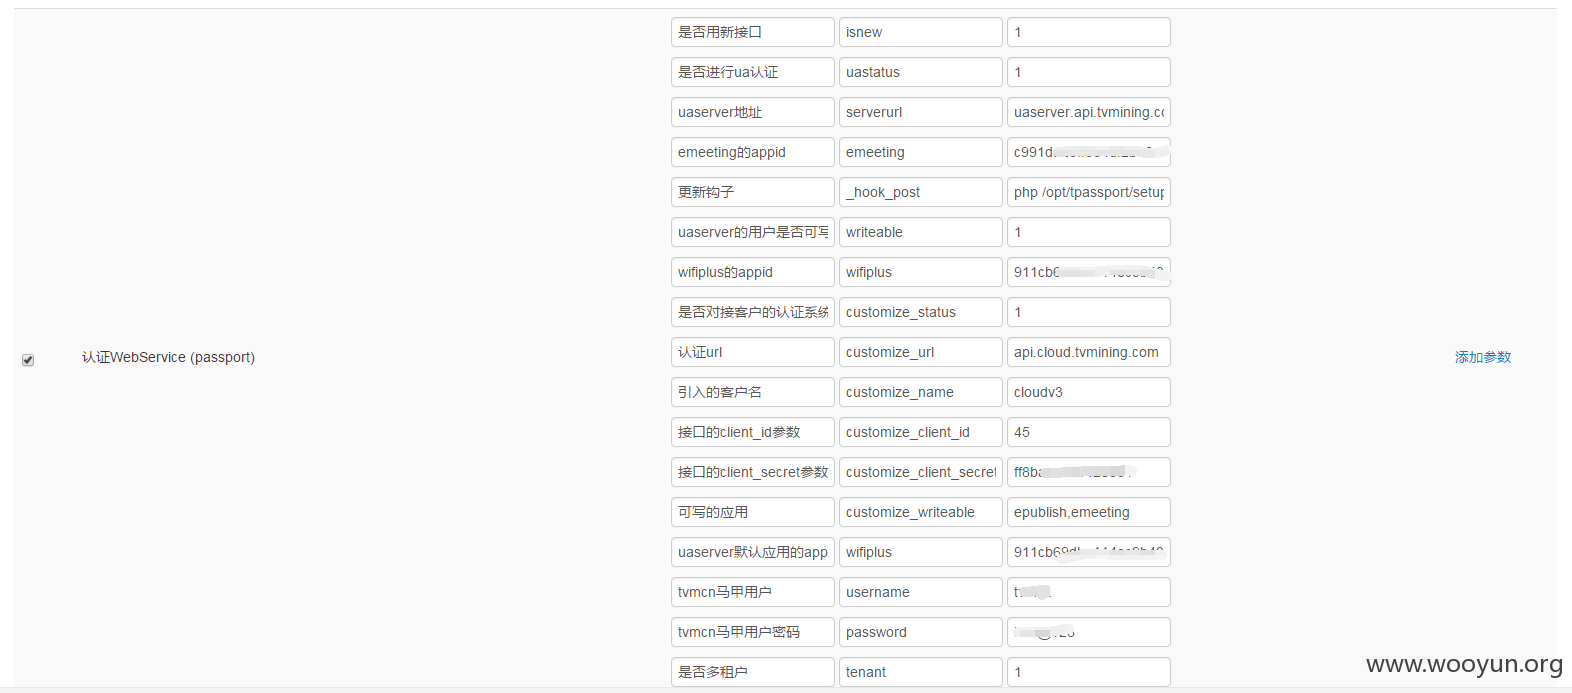 是否用新接口 isnew 1
是否进行ua认证 uastatus 1
uaserver地址 serverurl uaserver.api.tvmining.c
emeeting的appid emeeting c991d
更新钩子 _hook_post php /opt/tpassport/setup
uaserver的用户是否可写 writeable 1
wifiplus的appid wifiplus 911cb6
是否对接客户的认证系统 customize_status 1
认证WebService (passport) 认证url customize_url api.cloud.tvmining.com 添加参数
引入的客户名 customize_name cloudv3
接口的client_id参数 customize_client_id 45
接口的client_secret参数 customize_client_secret ff8b
可写的应用 customize_writeable epublish,emeeting
uaserver默认应用的app wifiplus 911cb69d
tvmcn马甲用户 username
tvmcn马甲用户密码 password
是否多租户 tenant 1
www.wooyun.org